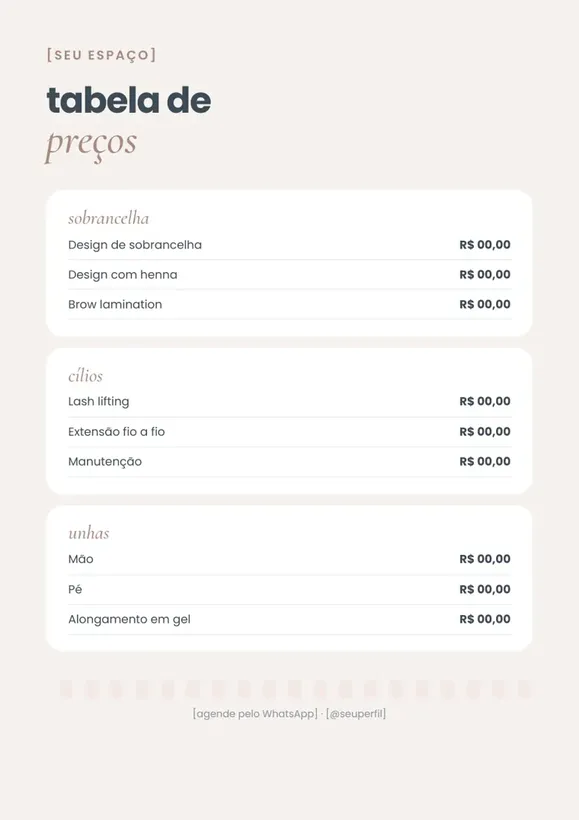 [SEU ESPAÇO]
tabela de
preços
sobrancelha
Design de sobrancelha R$ 00,00
Design com henna R$ 00,00
Brow lamination R$ 00,00
cílios
Lash lifting R$ 00,00
Extensão fio a fio R$ 00,00
Manutenção R$ 00,00
unhas
Mão R$ 00,00
Pé R$ 00,00
Alongamento em gel R$ 00,00
[agende pelo WhatsApp] · [@seuperfil]